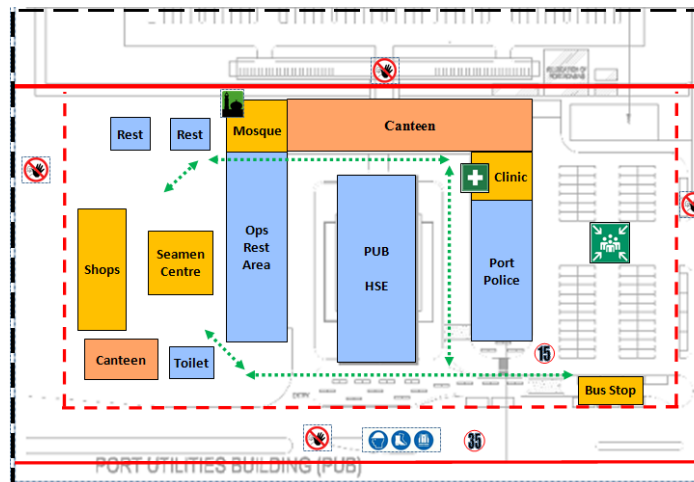 Rest
Rest
Mosque
Canteen
Clinic
Ops
Rest
Area
PUB
HSE
Port
Police
Shops
Seamen
Centre
Canteen
Toilet
15
Bus Stop
35
PORT UTILITIES BUILDING (PUB)